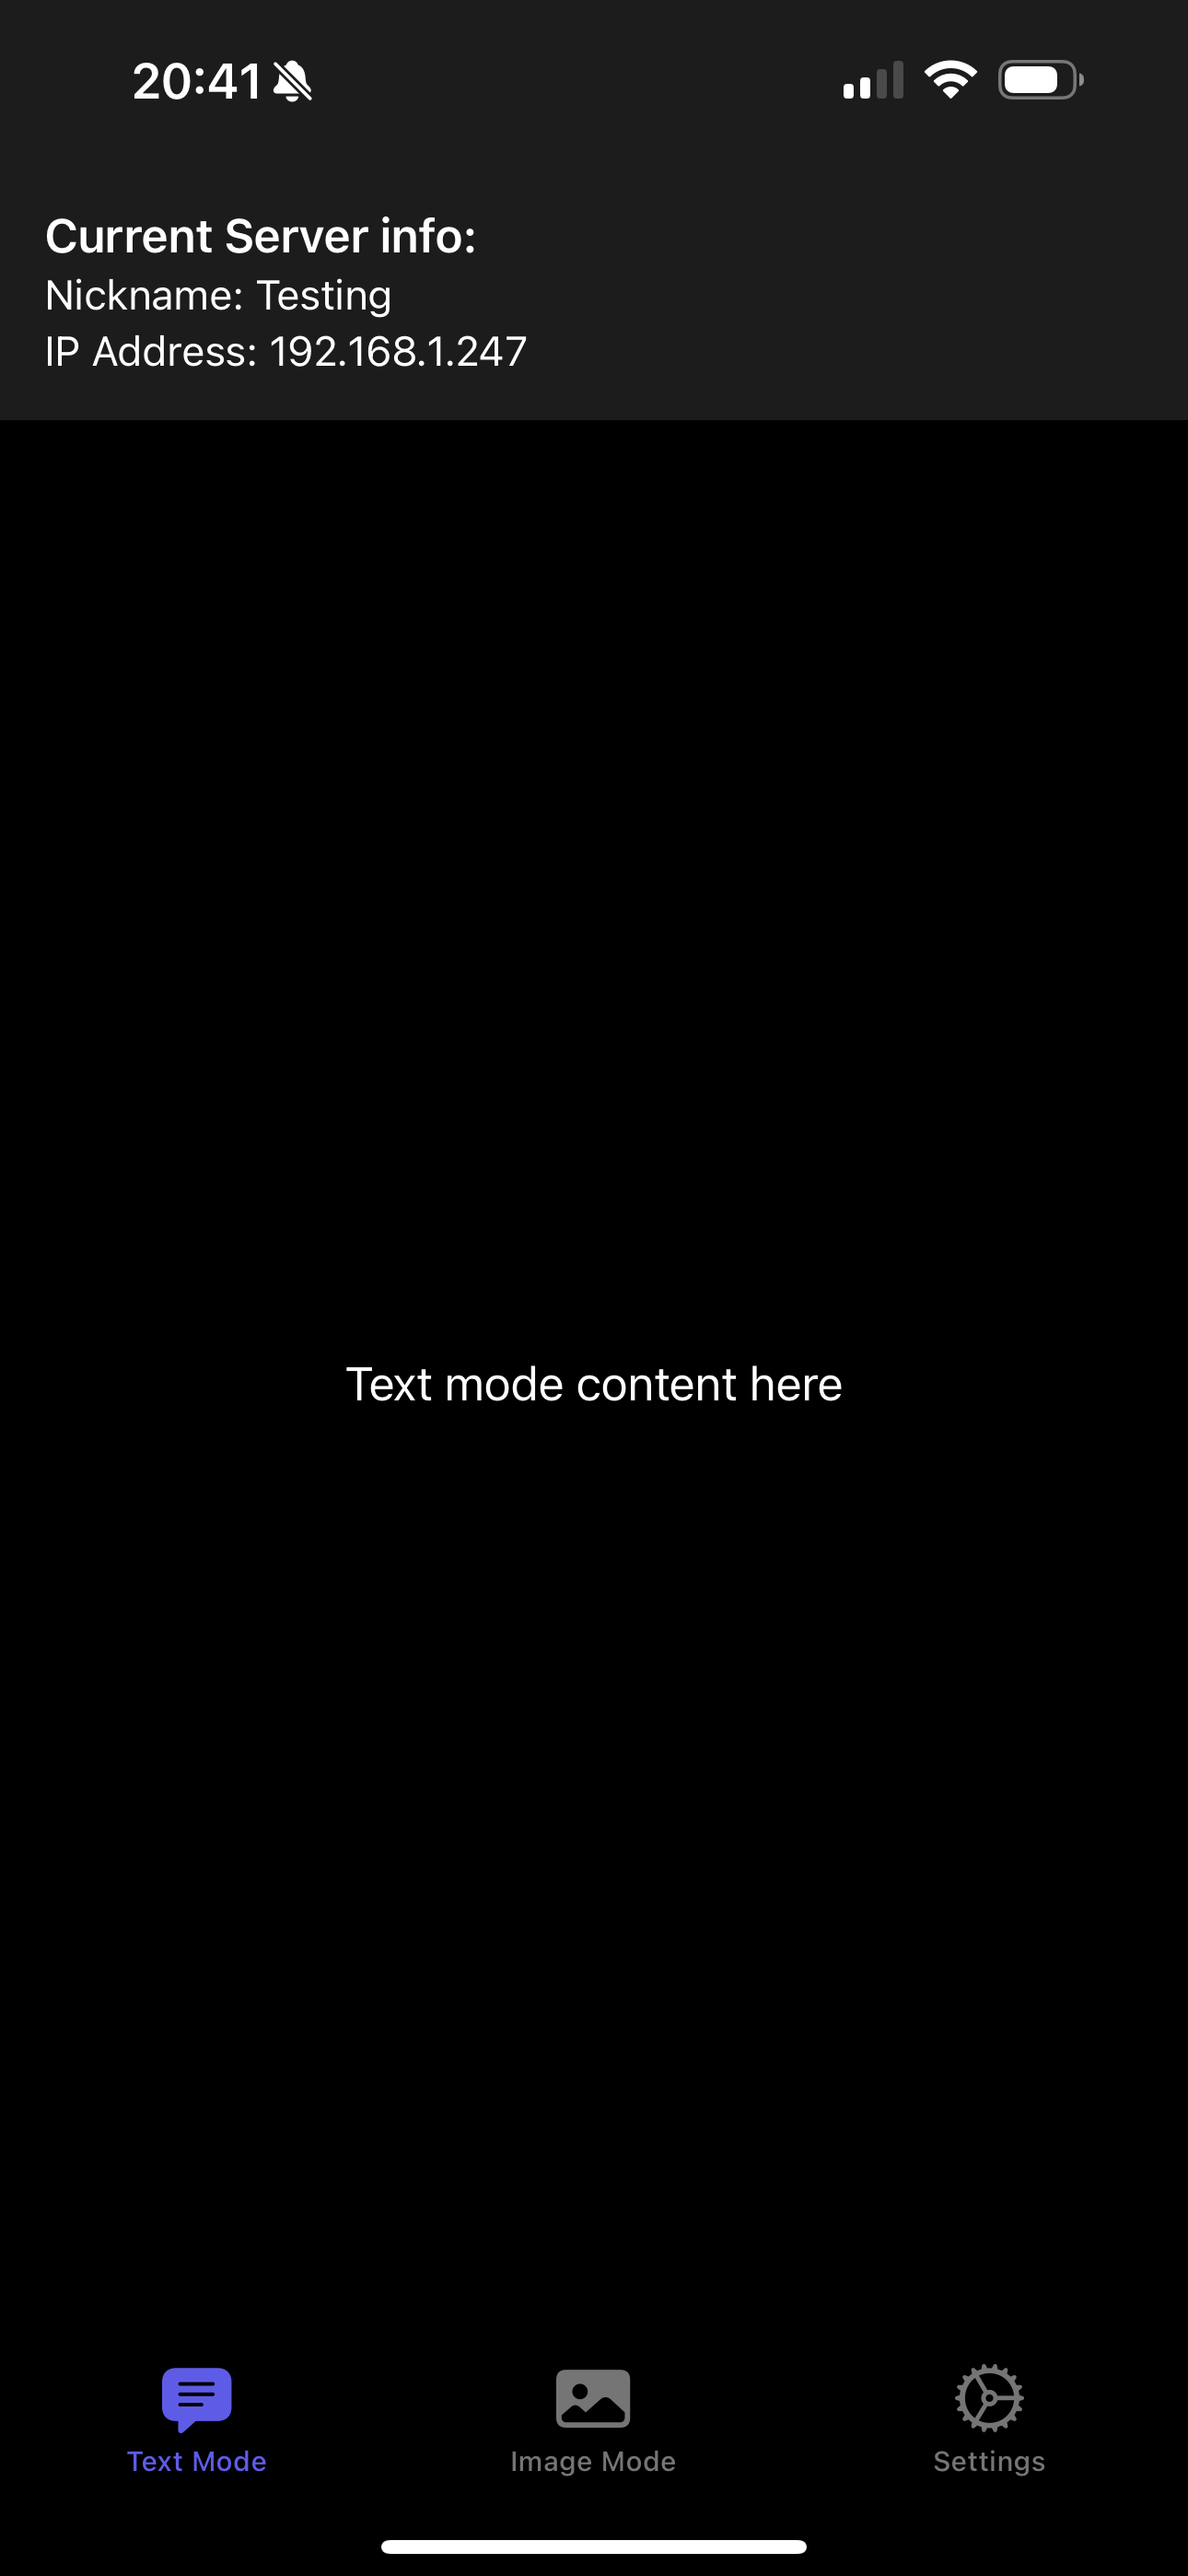 20:41
Current Server info:
Nickname: Testing
IP Address: 192.168.1.247
Text mode content here
Text Mode
Image Mode
Settings